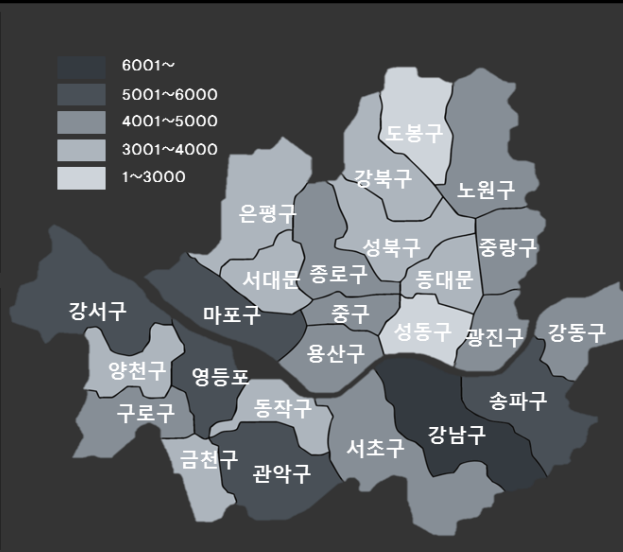 6001~
5001~6000
4001~5000
3001~4000
1~3000
도봉구
강북구
노원구
은평구
성북구
중랑구
서대문
종로구
동대문
강서구
마포구
중구
성동구
광진구
강동구
용산구
양천구
영등포
송파구
구로구
동작구
강남구
서초구
금천구
관악구